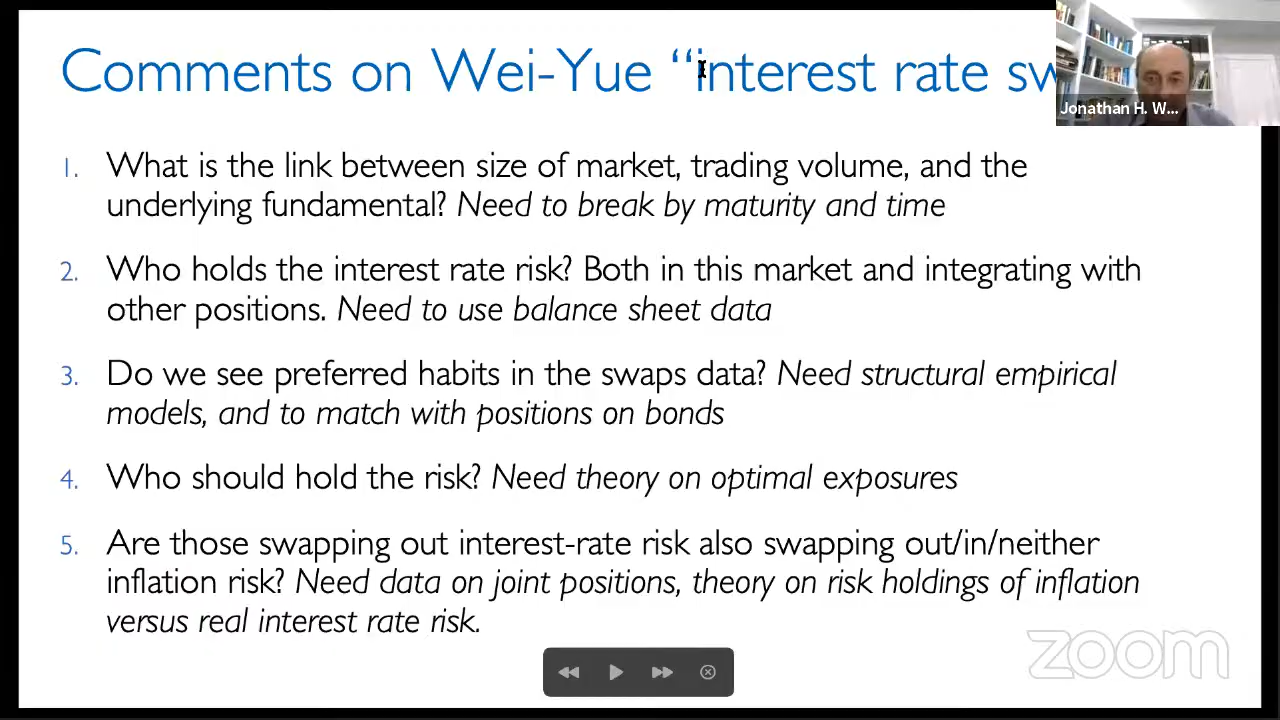 Comments on Wei-Yue “interest rate sw
Jonathan H. W...
1. What is the link between size of market, trading volume, and the
underlying fundamental? Need to break by maturity and time
2. Who holds the interest rate risk? Both in this market and integrating with
other positions. Need to use balance sheet data
3. Do we see preferred habits in the swaps data? Need structural empirical
models, and to match with positions on bonds
4. Who should hold the risk? Need theory on optimal exposures
5. Are those swapping out interest-rate risk also swapping out/in/neither
inflation risk? Need data on joint positions, theory on risk holdings of inflation
versus real interest rate risk.
zoom